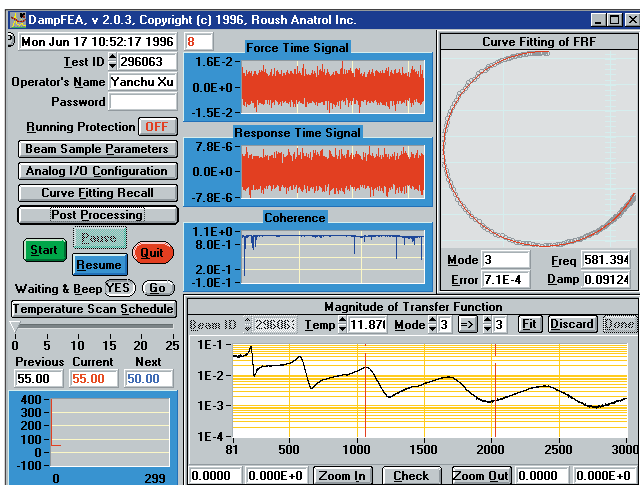 DampFEA, v 2.0.3, Copyright (c) 1996, Roush Anatrol Inc.
Mon Jun 17 10:52:17 1996
8
Test ID 296063
Operator's Name Yanchu Xu
Password
Running Protection OFF
Beam Sample Parameters
Analog I/O Configuration
Curve Fitting Recall
Post Processing
Start
Pause
Resume
Quit
Waiting & Beep YES Go
Temperature Scan Schedule
0 5 10 15 20 25
Previous Current Next
55.00 55.00 50.00
400
300
200
100
0
-100
0 299
Force Time Signal
1.6E-2
0.0E+0
-1.5E-2
Response Time Signal
7.8E-6
0.0E+0
-7.8E-6
Coherence
1.1E+0
8.0E-1
2.0E-1
-1.0E-1
Curve Fitting of FRF
Mode 3 Freq 581.394
Error 7.1E-4 Damp 0.09124
Magnitude of Transfer Function
Beam ID 29606 Temp 11.87 Mode 3 => 3 Fit Discard Done
1E-1
1E-2
1E-3
1E-4
81 500 1000 1500 2000 2500 3000
0.0000 0.000E+0 Zoom In Check Zoom Out 0.0000 0.000E+0